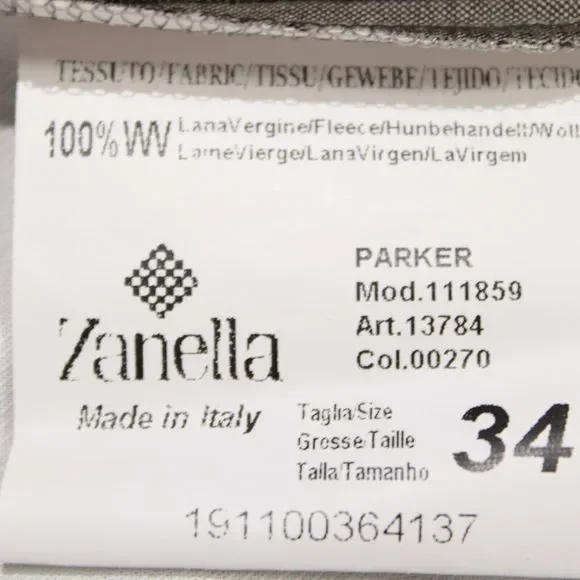 TESSUTO/FABRIC/TISSU/GEWEBE/TEJIDO/TECIDO
100% WV LanaVergine/Fleece/Hunbehandelt/Woll
LaineVierge/LanaVirgen/LaVirgem
PARKER
Mod.111859
Art.13784
Col.00270
Zanella
Made in Italy
Taglia/Size
Grosse/Taille
Talla/Tamanho
34
191100364137